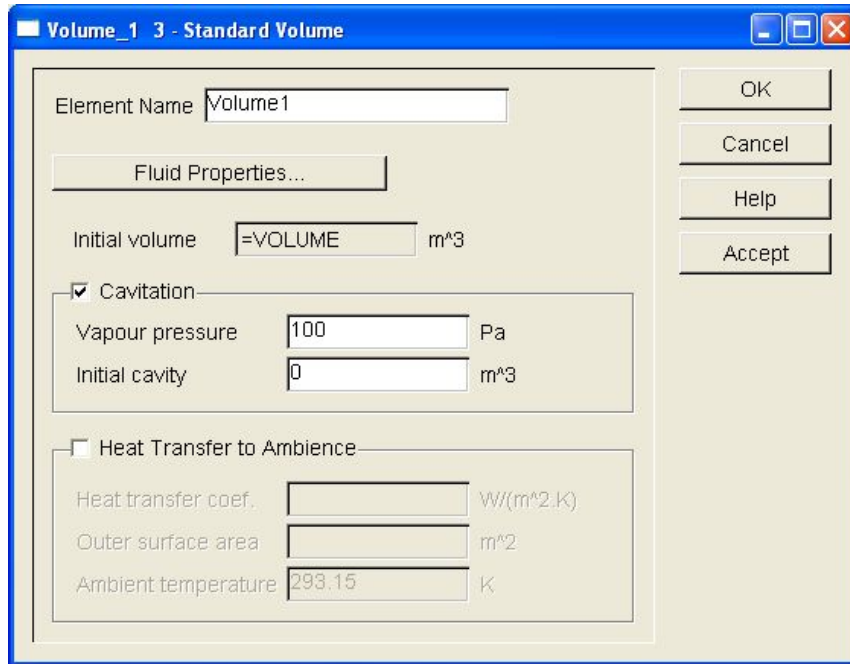 Volume_1 3 - Standard Volume
Element Name Volume1
OK
Cancel
Fluid Properties...
Help
Initial volume =VOLUME m^3
Accept
Cavitation
Vapour pressure 100 Pa
Initial cavity 0 m^3
Heat Transfer to Ambience
Heat transfer coef. W/(m^2.K)
Outer surface area m^2
Ambient temperature 293.15 K